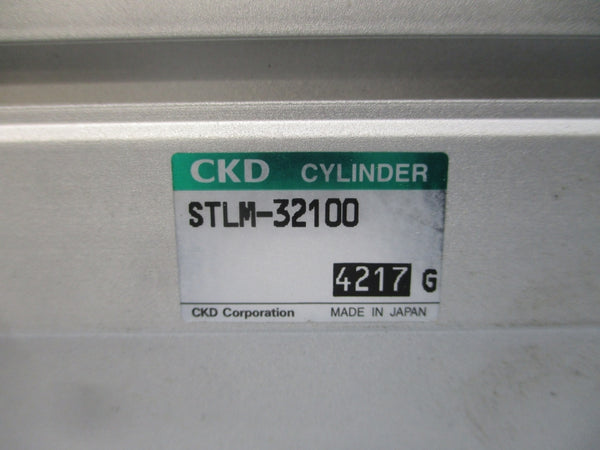 CKD CYLINDER
STLM-32100
4217 G
CKD Corporation MADE IN JAPAN